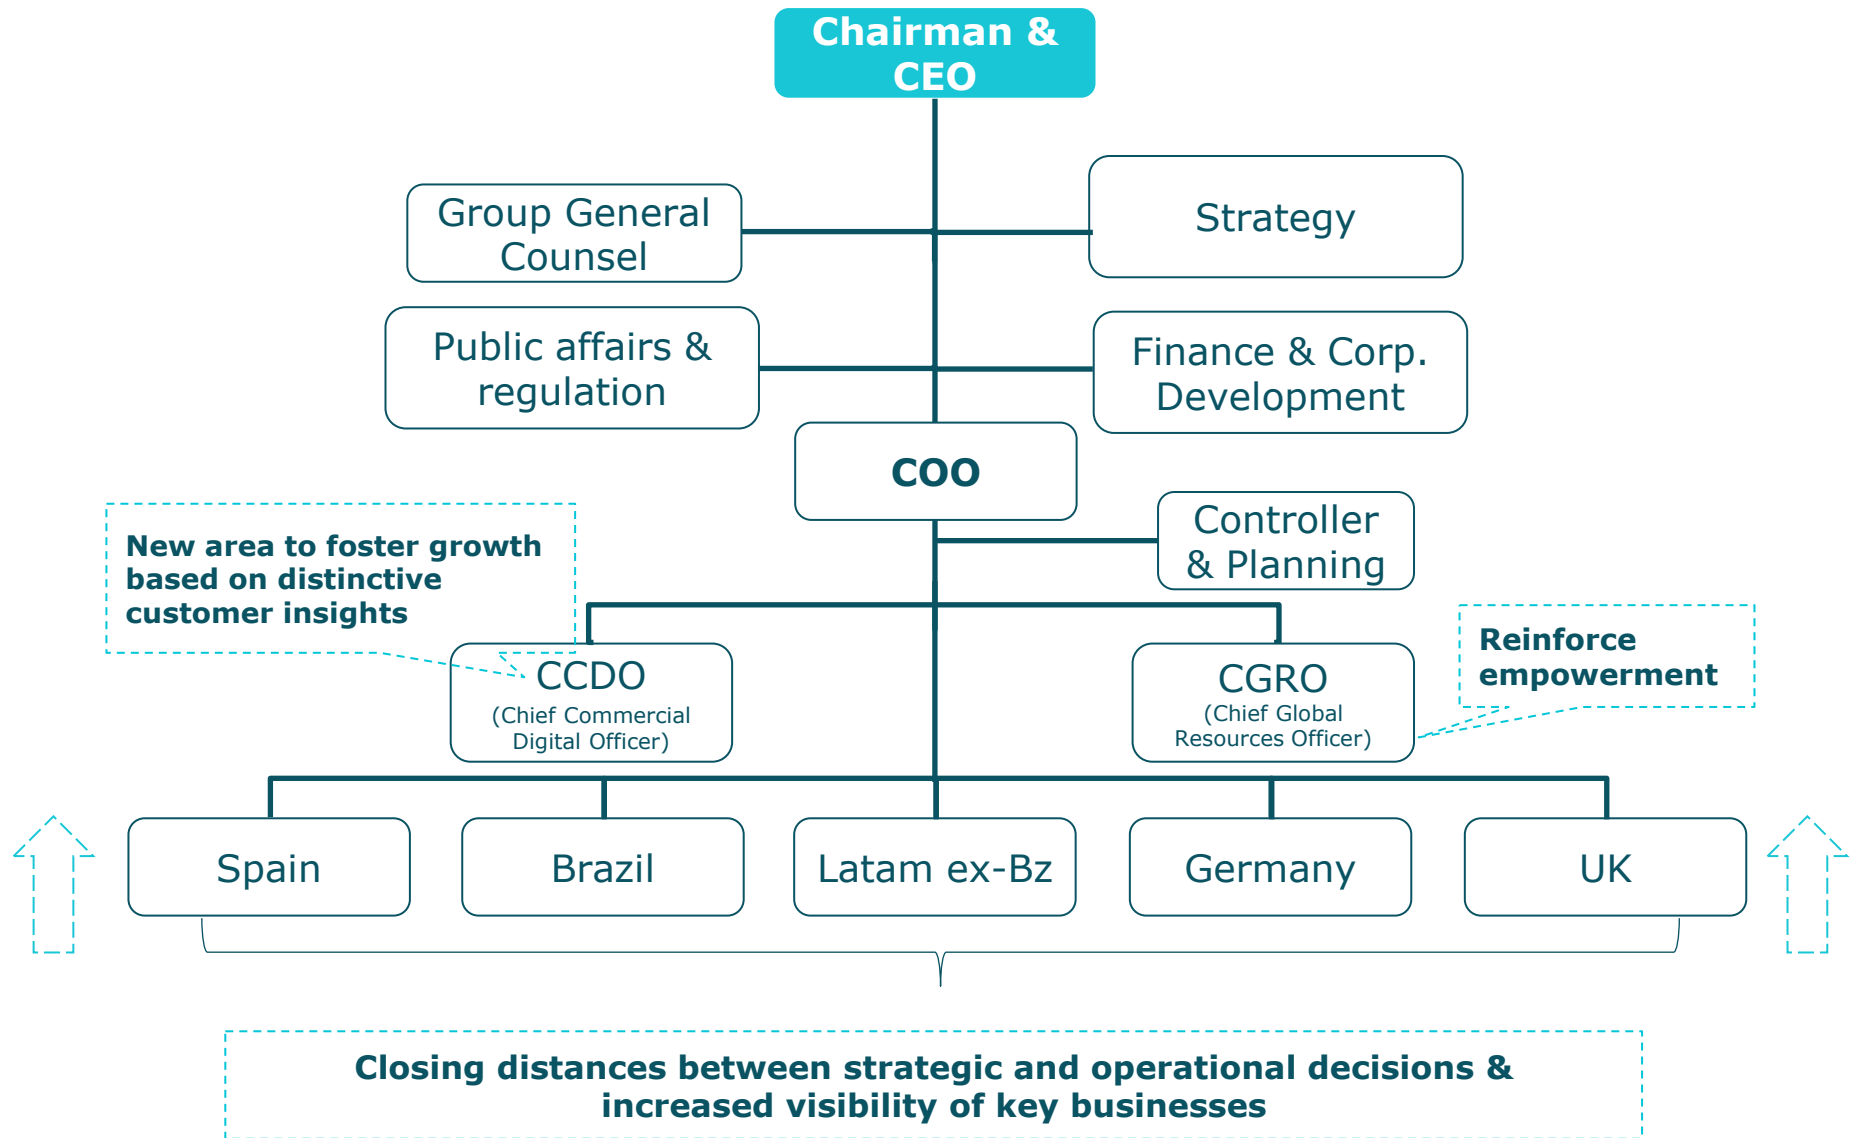 Chairman &
CEO
Group General
Counsel
Strategy
Public affairs &
regulation
Finance & Corp.
Development
COO
Controller
& Planning
New area to foster growth
based on distinctive
customer insights
Reinforce
empowerment
CCDO
(Chief Commercial
Digital Officer)
CGRO
(Chief Global
Resources Officer)
Spain
Brazil
Latam ex-Bz
Germany
UK
Closing distances between strategic and operational decisions &
increased visibility of key businesses